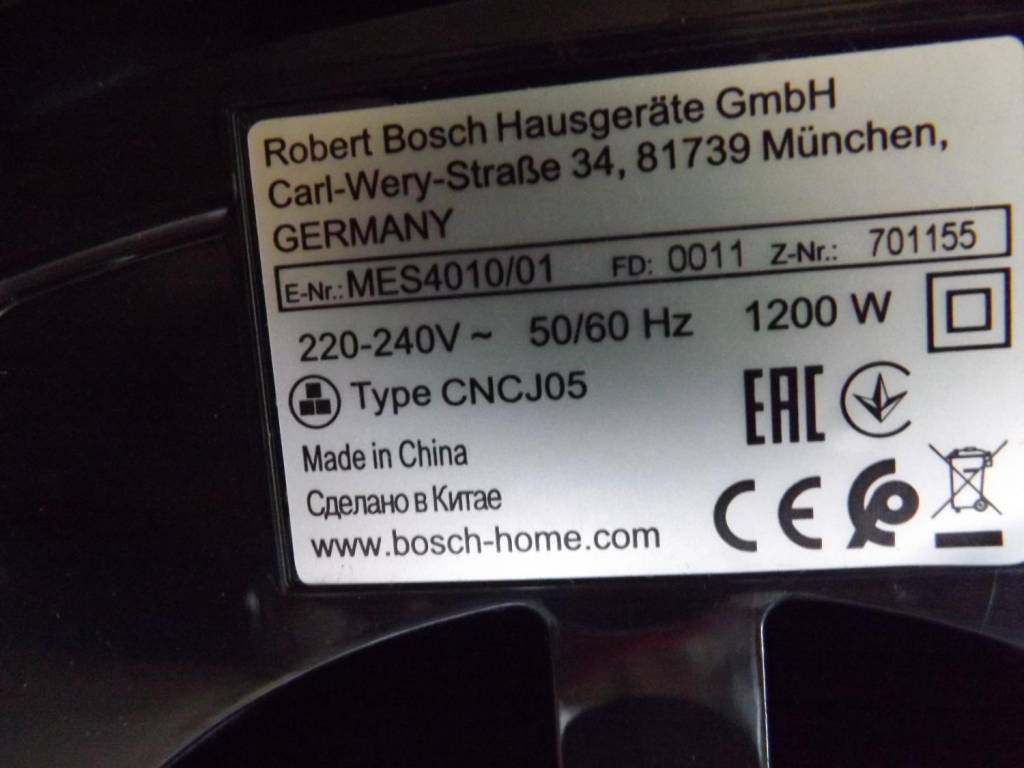 Robert Bosch Hausgeräte GmbH
Carl-Wery-Straße 34, 81739 München,
GERMANY
E-Nr.: MES4010/01 FD: 0011 Z-Nr.: 701155
220-240V ~ 50/60 Hz 1200 W
Type CNCJ05
EAC
Made in China
Сделано в Китае
CE
www.bosch-home.com